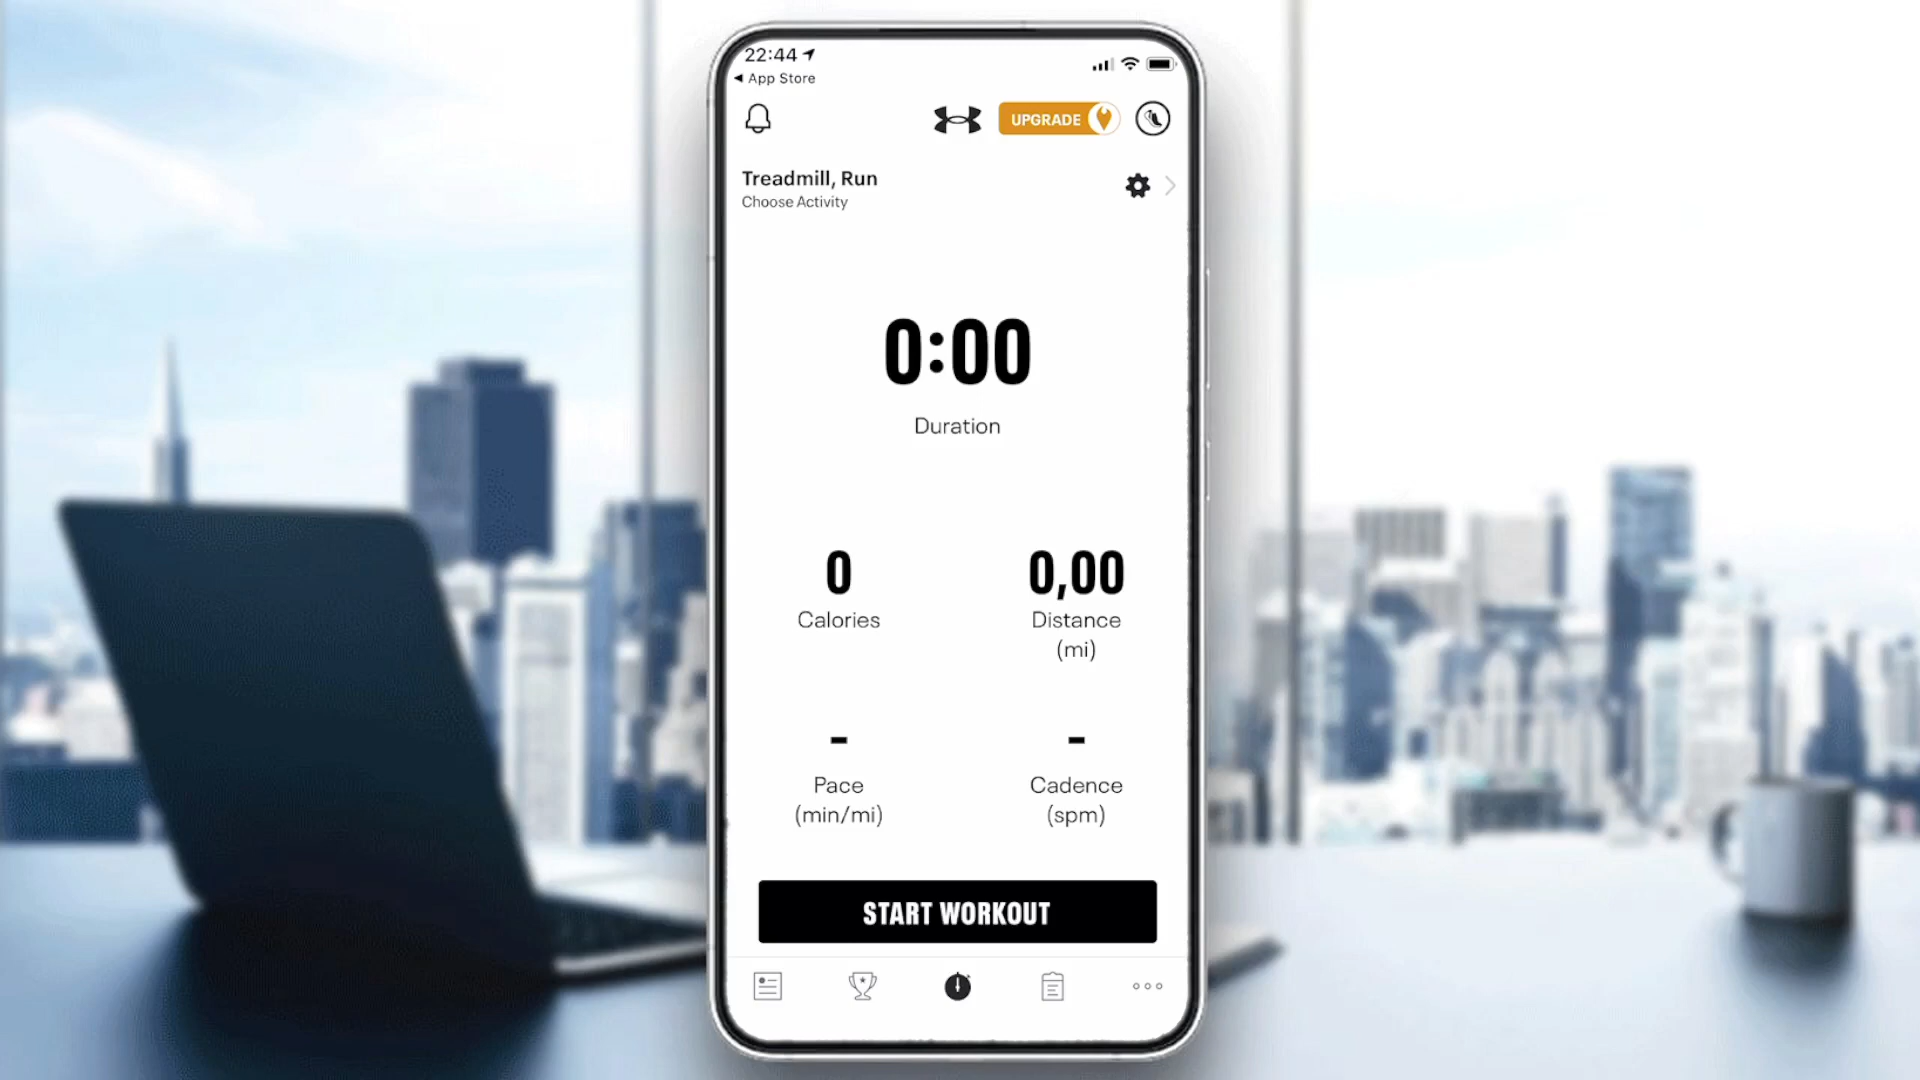 22:44
App Store
UPGRADE
Treadmill, Run
Choose Activity
0:00
Duration
0
Calories
0,00
Distance
(mi)
-
Pace
(min/mi)
-
Cadence
(spm)
START WORKOUT